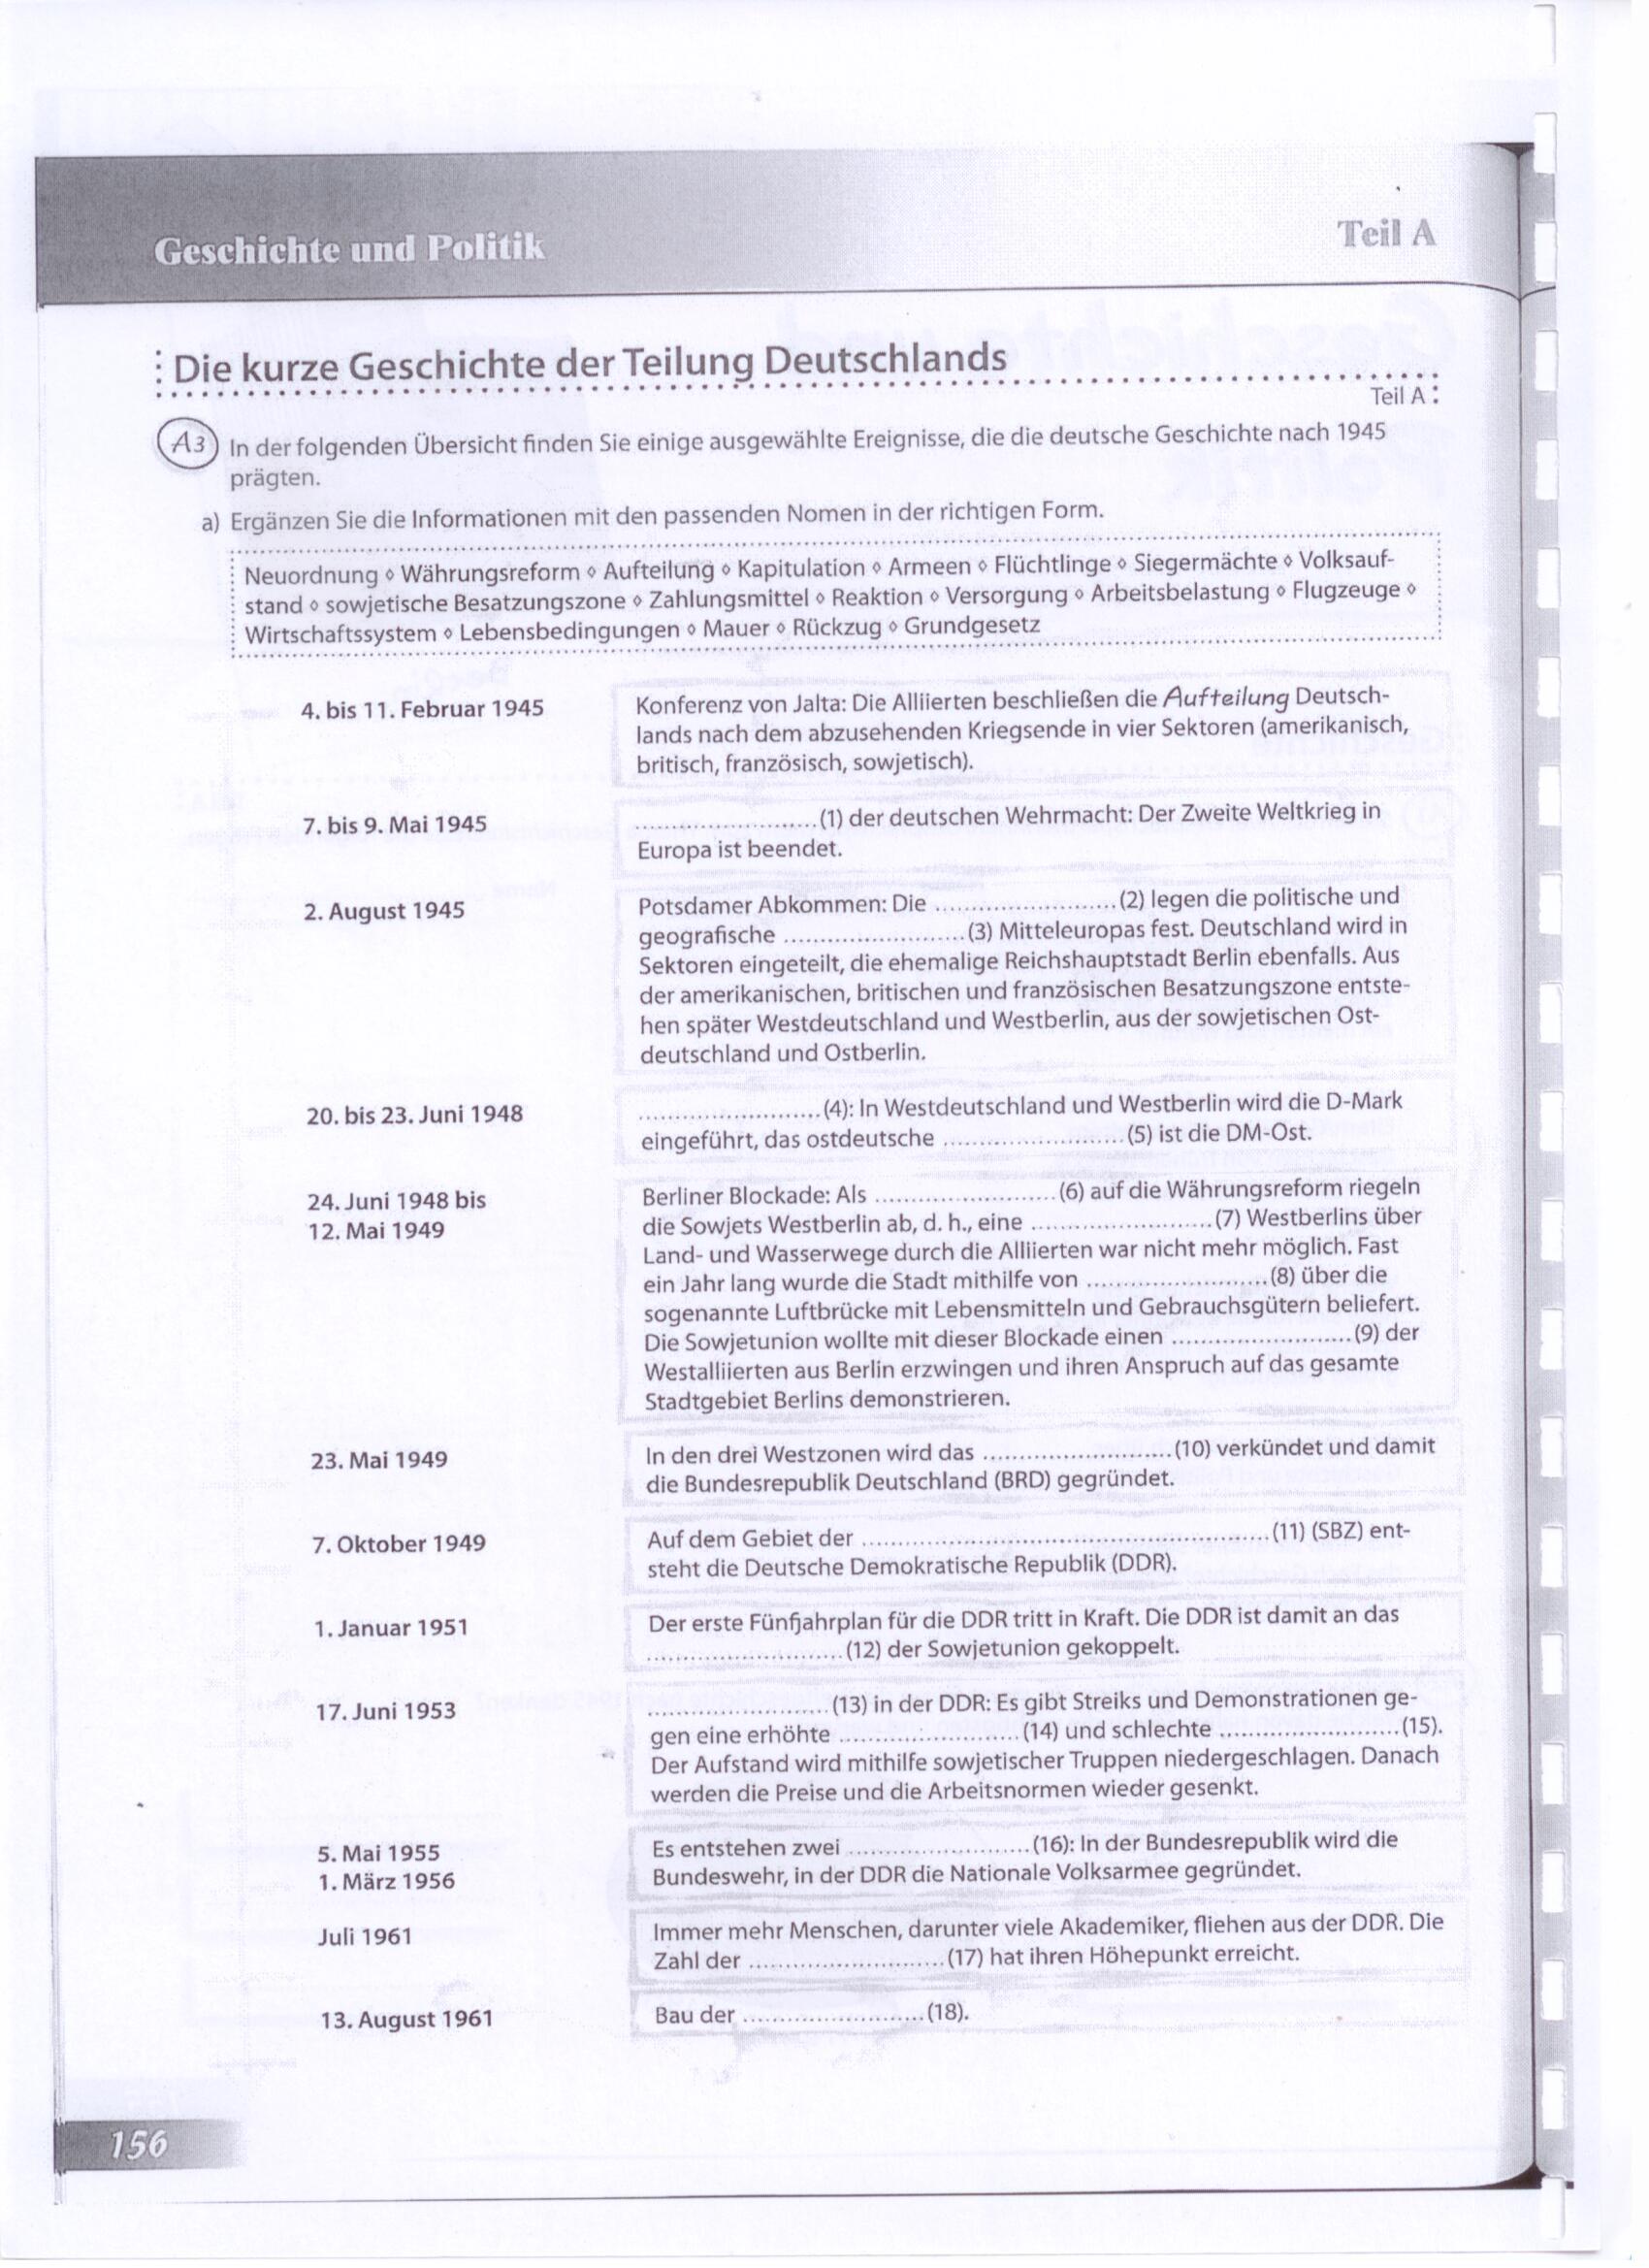 Geschichte und Politik
Teil A
Die kurze Geschichte der Teilung Deutschlands
Teil A
A3 In der folgenden Übersicht finden Sie einige ausgewählte Ereignisse, die die deutsche Geschichte nach 1945
prägten.
a) Ergänzen Sie die Informationen mit den passenden Nomen in der richtigen Form.
Neuordnung ⋄ Währungsreform ⋄ Aufteilung ⋄ Kapitulation ⋄ Armeen ⋄ Flüchtlinge ⋄ Siegermächte ⋄ Volksauf-
stand ⋄ sowjetische Besatzungszone ⋄ Zahlungsmittel ⋄ Reaktion ⋄ Versorgung ⋄ Arbeitsbelastung ⋄ Flugzeuge ⋄
Wirtschaftssystem ⋄ Lebensbedingungen ⋄ Mauer ⋄ Rückzug ⋄ Grundgesetz
4. bis 11. Februar 1945
Konferenz von Jalta: Die Alliierten beschließen die Aufteilung Deutsch-
lands nach dem abzusehenden Kriegsende in vier Sektoren (amerikanisch,
britisch, französisch, sowjetisch).
7. bis 9. Mai 1945
......................... (1) der deutschen Wehrmacht: Der Zweite Weltkrieg in
Europa ist beendet.
2. August 1945
Potsdamer Abkommen: Die ......................... (2) legen die politische und
geografische ......................... (3) Mitteleuropas fest. Deutschland wird in
Sektoren eingeteilt, die ehemalige Reichshauptstadt Berlin ebenfalls. Aus
der amerikanischen, britischen und französischen Besatzungszone entste-
hen später Westdeutschland und Westberlin, aus der sowjetischen Ost-
deutschland und Ostberlin.
20. bis 23. Juni 1948
......................... (4): In Westdeutschland und Westberlin wird die D-Mark
eingeführt, das ostdeutsche ......................... (5) ist die DM-Ost.
24. Juni 1948 bis
12. Mai 1949
Berliner Blockade: Als ......................... (6) auf die Währungsreform riegeln
die Sowjets Westberlin ab, d. h., eine ......................... (7) Westberlins über
Land- und Wasserwege durch die Alliierten war nicht mehr möglich. Fast
ein Jahr lang wurde die Stadt mithilfe von ......................... (8) über die
sogenannte Luftbrücke mit Lebensmitteln und Gebrauchsgütern beliefert.
Die Sowjetunion wollte mit dieser Blockade einen ......................... (9) der
Westalliierten aus Berlin erzwingen und ihren Anspruch auf das gesamte
Stadtgebiet Berlins demonstrieren.
23. Mai 1949
In den drei Westzonen wird das ......................... (10) verkündet und damit
die Bundesrepublik Deutschland (BRD) gegründet.
7. Oktober 1949
Auf dem Gebiet der ......................................................... (11) (SBZ) ent-
steht die Deutsche Demokratische Republik (DDR).
1. Januar 1951
Der erste Fünfjahrplan für die DDR tritt in Kraft. Die DDR ist damit an das
......................... (12) der Sowjetunion gekoppelt.
17. Juni 1953
......................... (13) in der DDR: Es gibt Streiks und Demonstrationen ge-
gen eine erhöhte ......................... (14) und schlechte ......................... (15).
Der Aufstand wird mithilfe sowjetischer Truppen niedergeschlagen. Danach
werden die Preise und die Arbeitsnormen wieder gesenkt.
5. Mai 1955
1. März 1956
Es entstehen zwei ......................... (16): In der Bundesrepublik wird die
Bundeswehr, in der DDR die Nationale Volksarmee gegründet.
Juli 1961
Immer mehr Menschen, darunter viele Akademiker, fliehen aus der DDR. Die
Zahl der ......................... (17) hat ihren Höhepunkt erreicht.
13. August 1961
Bau der ......................... (18).
156